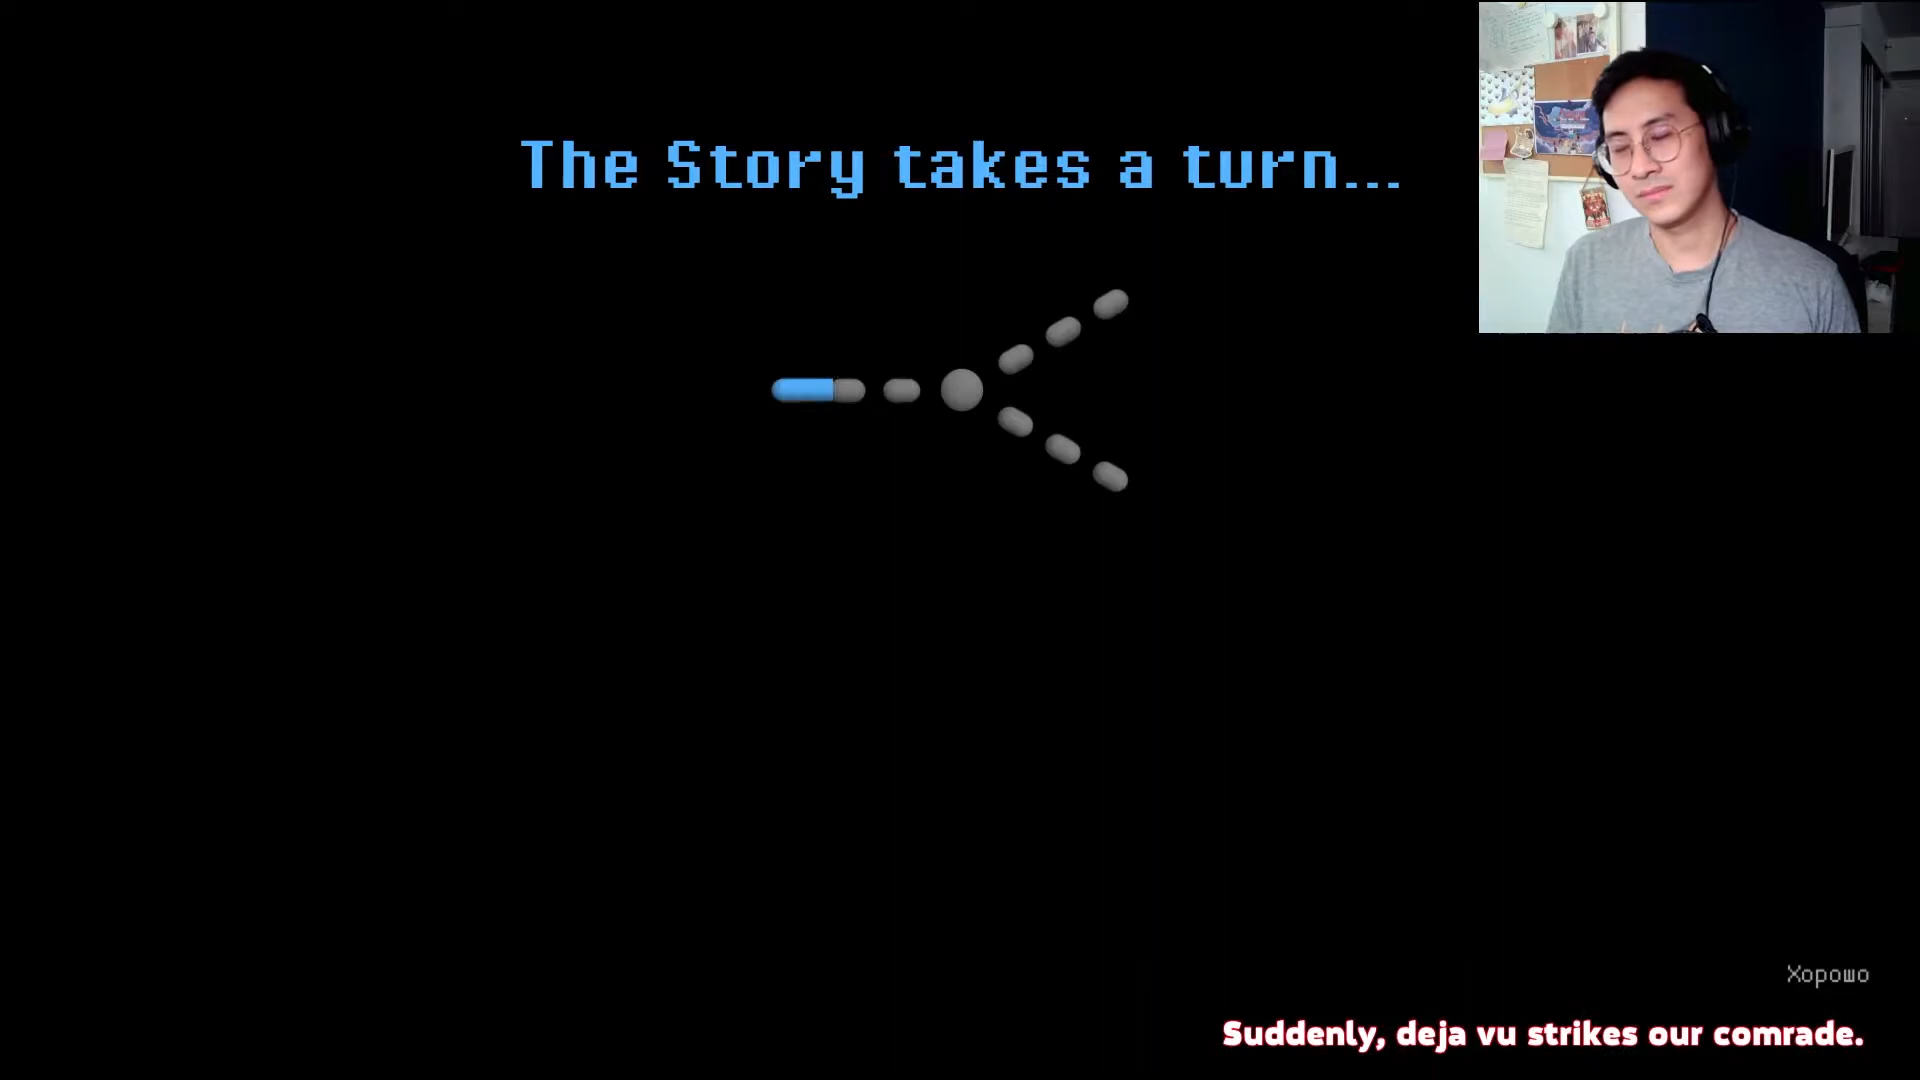 The Story takes a turn...
Хорошо
Suddenly, deja vu strikes our comrade.